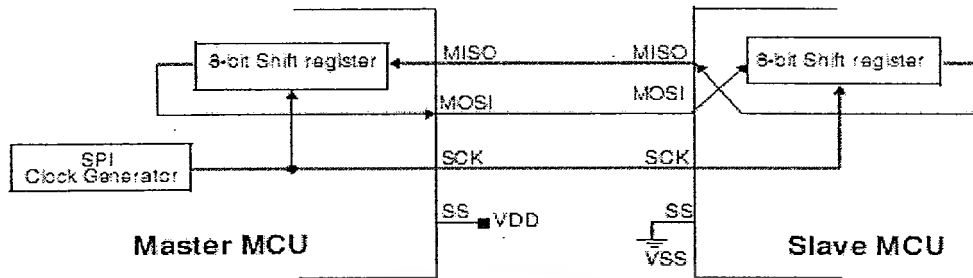 8-bit Shift register
MISO
MISO
8-bit Shift register
MOSI
MOSI
SPI
Clock Generator
SCK
SCK
SS
VDD
SS
VSS
Master MCU
Slave MCU